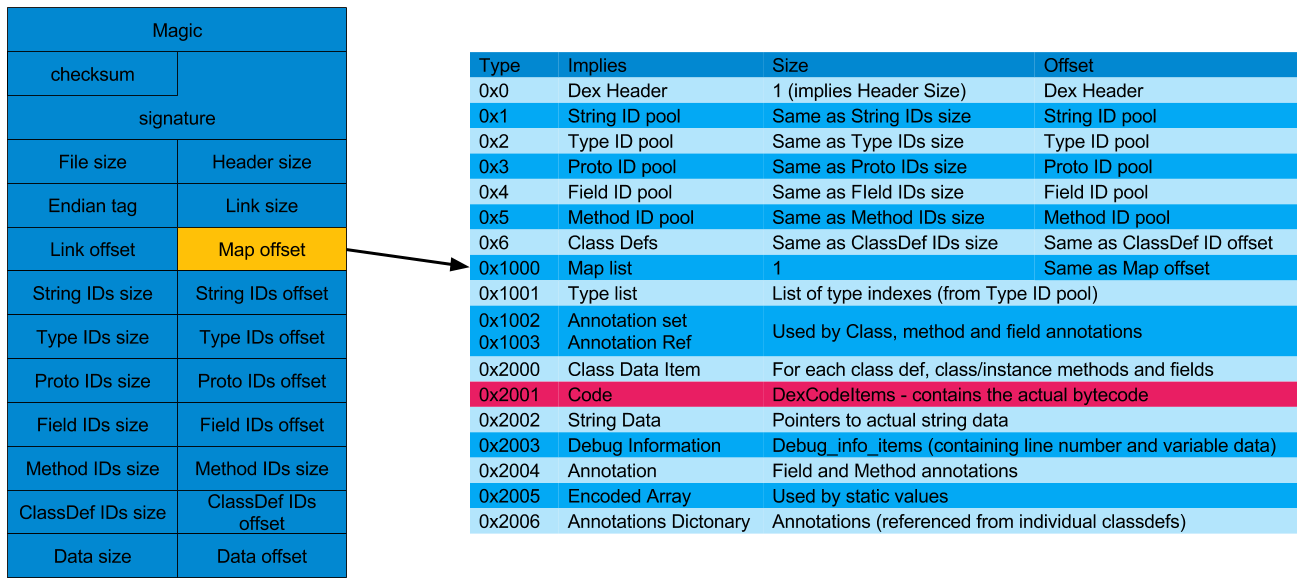 Magic
checksum
signature
File size Header size
Endian tag Link size
Link offset Map offset
String IDs size String IDs offset
Type IDs size Type IDs offset
Proto IDs size Proto IDs offset
Field IDs size Field IDs offset
Method IDs size Method IDs size
ClassDef IDs size ClassDef IDs
offset
Data size Data offset
Type Implies Size Offset
0x0 Dex Header 1 (implies Header Size) Dex Header
0x1 String ID pool Same as String IDs size String ID pool
0x2 Type ID pool Same as Type IDs size Type ID pool
0x3 Proto ID pool Same as Proto IDs size Proto ID pool
0x4 Field ID pool Same as FIeld IDs size Field ID pool
0x5 Method ID pool Same as Method IDs size Method ID pool
0x6 Class Defs Same as ClassDef IDs size Same as ClassDef ID offset
0x1000 Map list 1 Same as Map offset
0x1001 Type list List of type indexes (from Type ID pool)
0x1002 Annotation set
0x1003 Annotation Ref
Used by Class, method and field annotations
0x2000 Class Data Item For each class def, class/instance methods and fields
0x2001 Code DexCodeItems - contains the actual bytecode
0x2002 String Data Pointers to actual string data
0x2003 Debug Information Debug_info_items (containing line number and variable data)
0x2004 Annotation Field and Method annotations
0x2005 Encoded Array Used by static values
0x2006 Annotations Dictonary Annotations (referenced from individual classdefs)